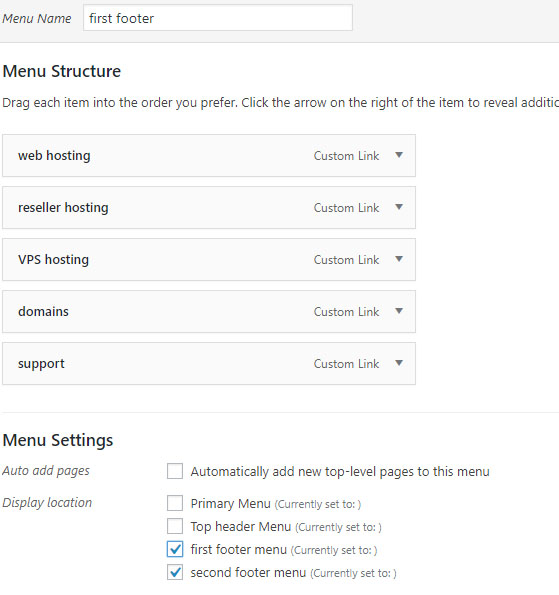 Menu Name first footer
Menu Structure
Drag each item into the order you prefer. Click the arrow on the right of the item to reveal additio
web hosting Custom Link
reseller hosting Custom Link
VPS hosting Custom Link
domains Custom Link
support Custom Link
Menu Settings
Auto add pages Automatically add new top-level pages to this menu
Display location Primary Menu (Currently set to: )
Top header Menu (Currently set to: )
first footer menu (Currently set to: )
second footer menu (Currently set to: )